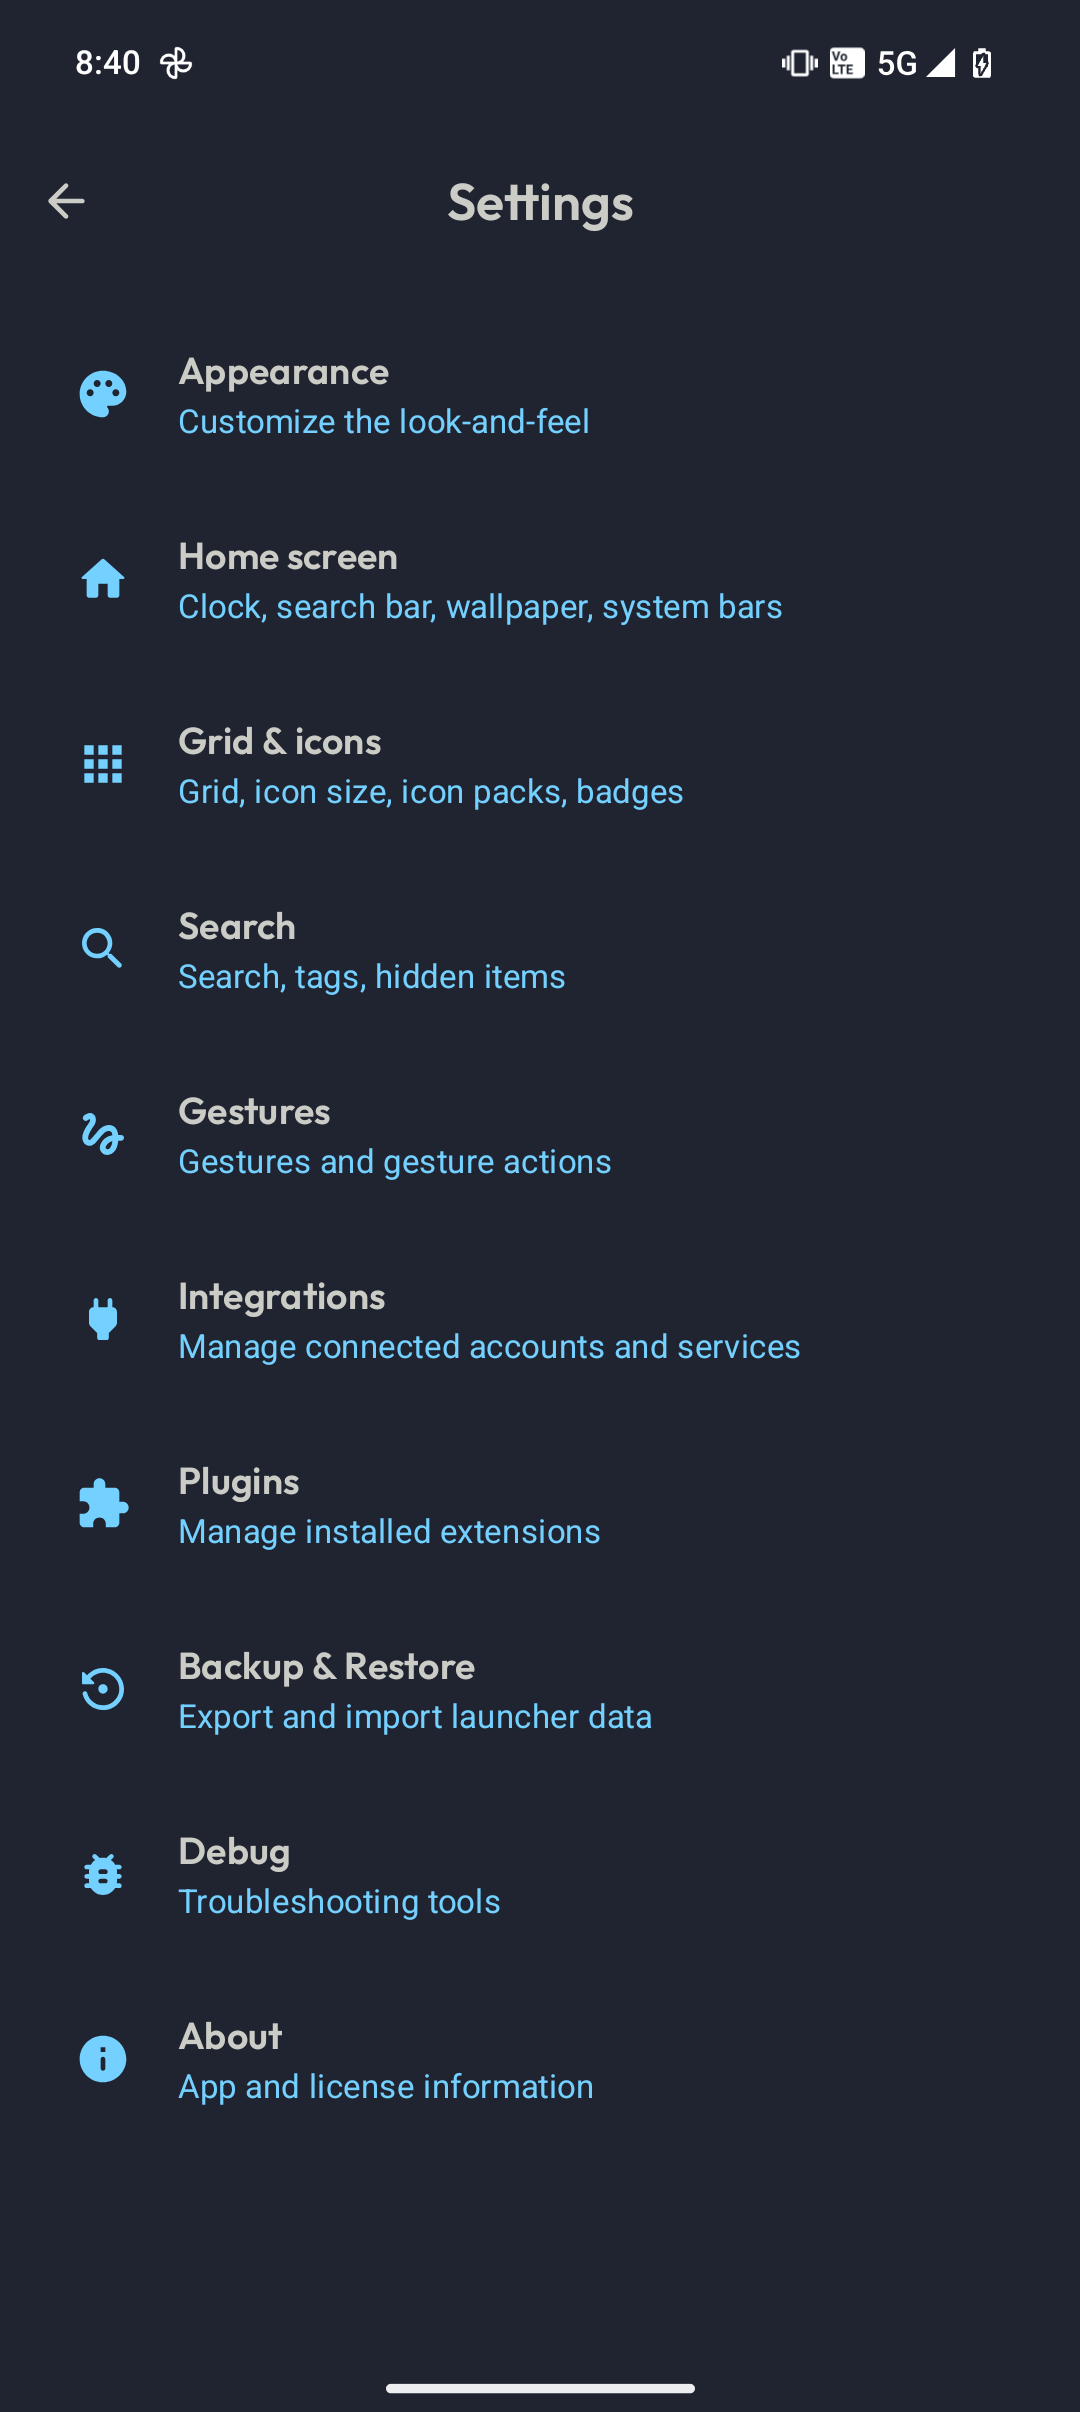 8:40
Vo LTE 5G
Settings
Appearance
Customize the look-and-feel
Home screen
Clock, search bar, wallpaper, system bars
Grid & icons
Grid, icon size, icon packs, badges
Search
Search, tags, hidden items
Gestures
Gestures and gesture actions
Integrations
Manage connected accounts and services
Plugins
Manage installed extensions
Backup & Restore
Export and import launcher data
Debug
Troubleshooting tools
About
App and license information